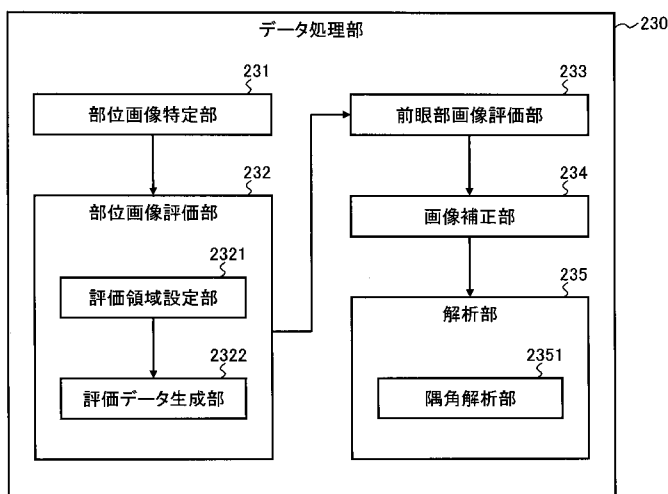 データ処理部
230
231
部位画像特定部
232
部位画像評価部
2321
評価領域設定部
2322
評価データ生成部
233
前眼部画像評価部
234
画像補正部
235
解析部
2351
隅角解析部